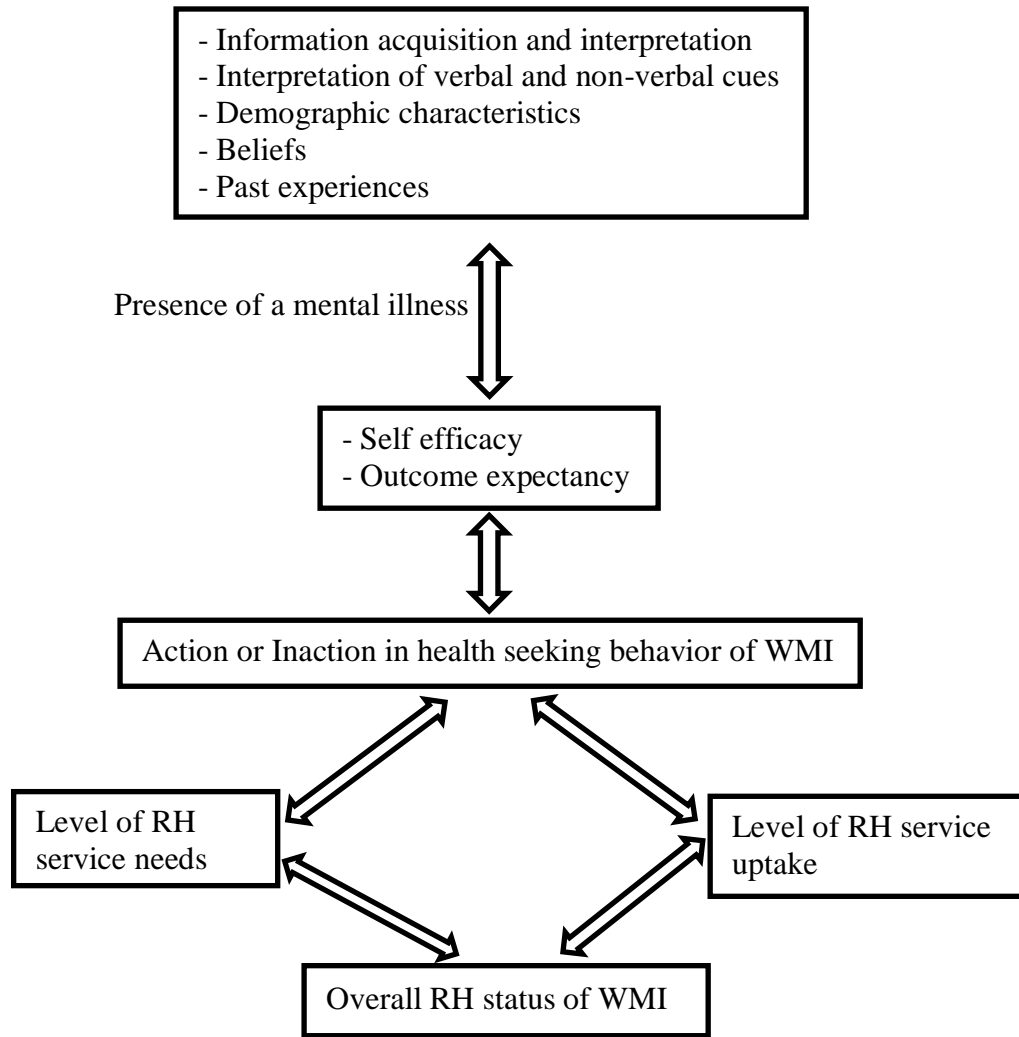 - Information acquisition and interpretation
- Interpretation of verbal and non-verbal cues
- Demographic characteristics
- Beliefs
- Past experiences
Presence of a mental illness
- Self efficacy
- Outcome expectancy
Action or Inaction in health seeking behavior of WMI
Level of RH
service needs
Level of RH service
uptake
Overall RH status of WMI